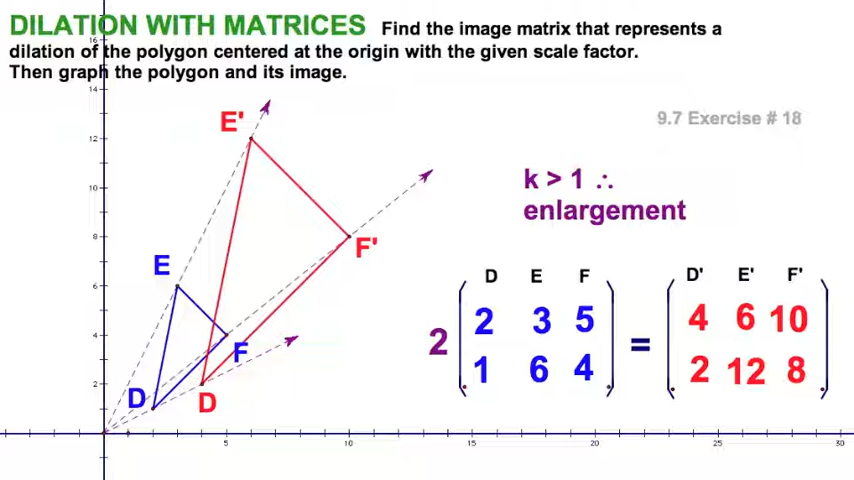 DILATION WITH MATRICES Find the image matrix that represents a
dilation of the polygon centered at the origin with the given scale factor.
Then graph the polygon and its image.
9.7 Exercise # 18
16
14
12
10
8
6
4
2
5
10
15
20
25
30
E'
F'
E
F
D
D
k > 1 ∴
enlargement
D E F
D' E' F'
2 3 5
4 6 10
2
=
1 6 4
2 12 8